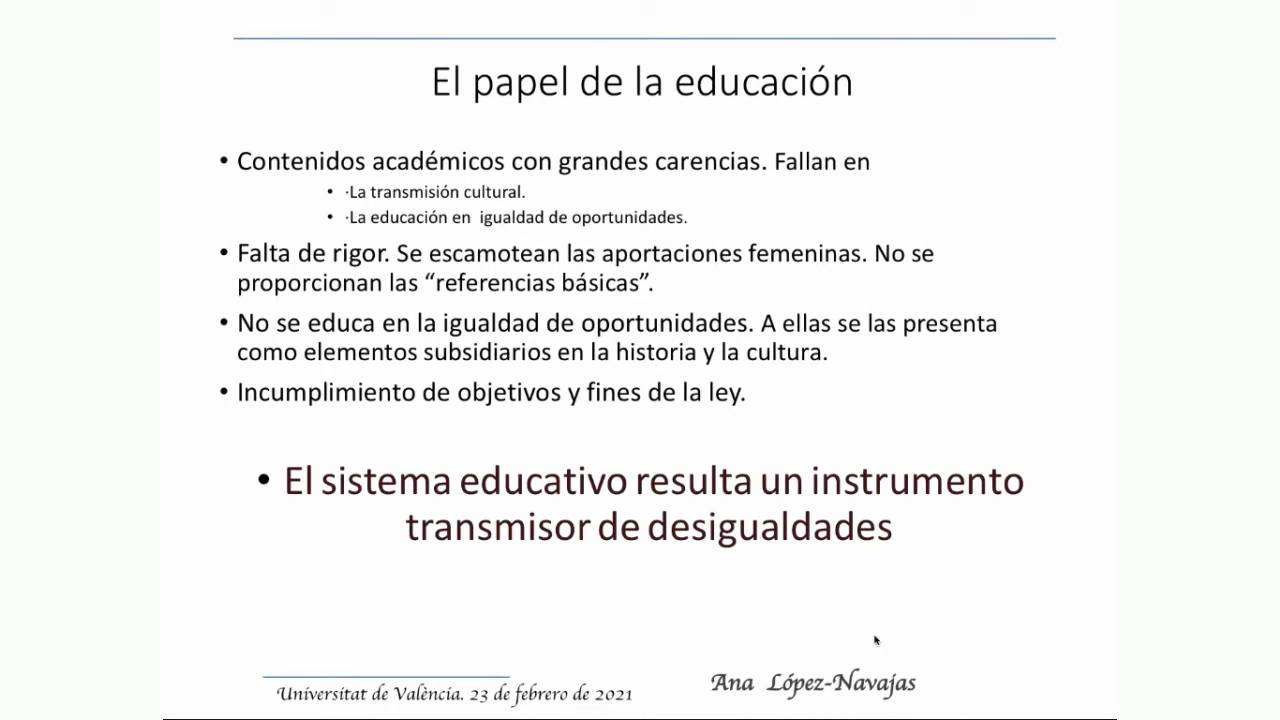 El papel de la educación
• Contenidos académicos con grandes carencias. Fallan en
• ·La transmisión cultural.
• ·La educación en igualdad de oportunidades.
• Falta de rigor. Se escamotean las aportaciones femeninas. No se
proporcionan las “referencias básicas”.
• No se educa en la igualdad de oportunidades. A ellas se las presenta
como elementos subsidiarios en la historia y la cultura.
• Incumplimiento de objetivos y fines de la ley.
• El sistema educativo resulta un instrumento
transmisor de desigualdades
Universitat de València. 23 de febrero de 2021
Ana López-Navajas